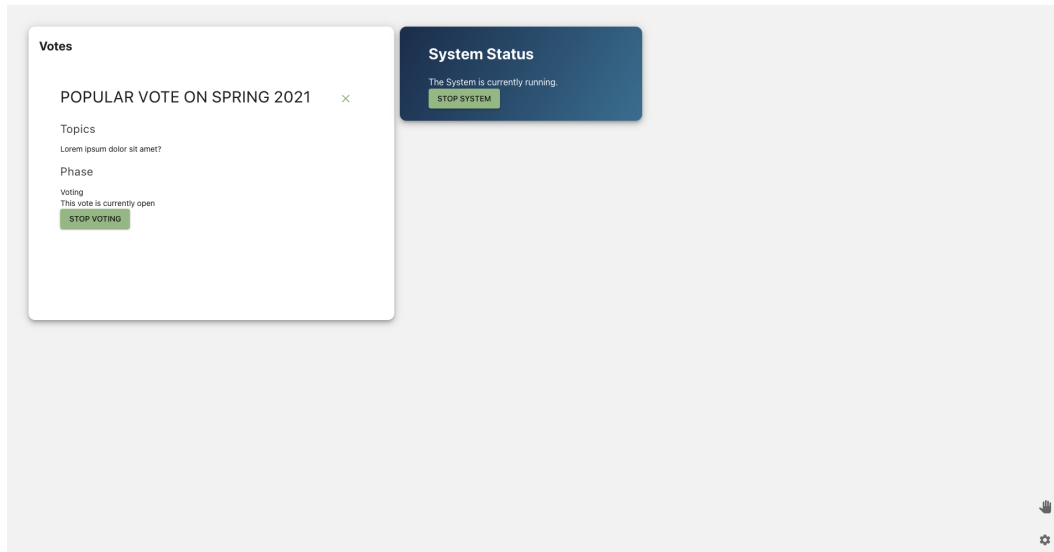 Votes
POPULAR VOTE ON SPRING 2021
Topics
Lorem ipsum dolor sit amet?
Phase
Voting
This vote is currently open
STOP VOTING
System Status
The System is currently running.
STOP SYSTEM